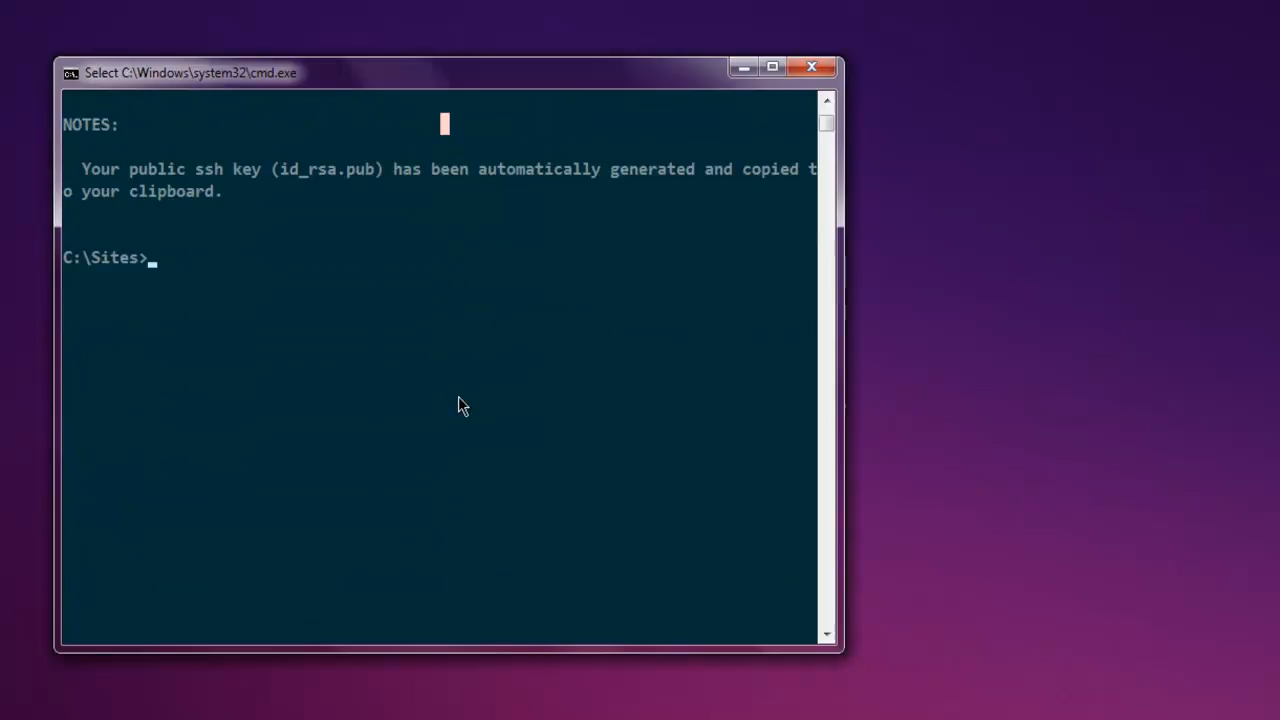 Select C:\Windows\system32\cmd.exe
NOTES:
Your public ssh key (id_rsa.pub) has been automatically generated and copied t
o your clipboard.
C:\Sites>